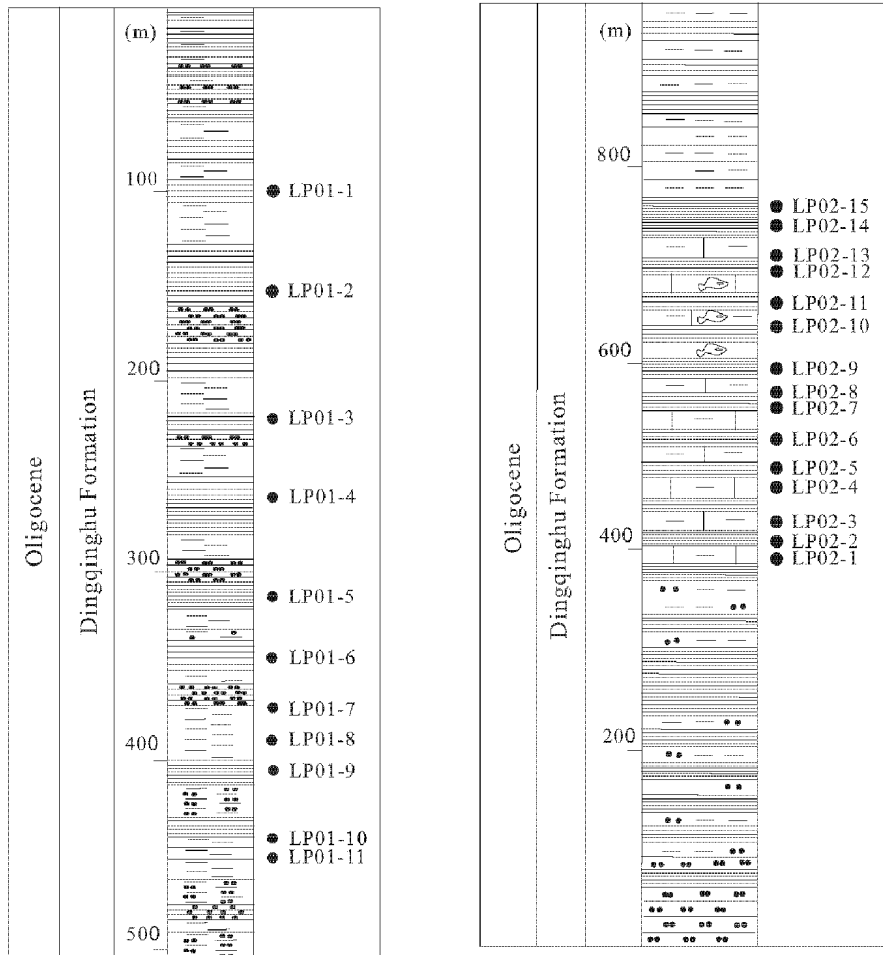 (m)
100
LP01-1
LP01-2
200
LP01-3
LP01-4
300
LP01-5
LP01-6
LP01-7
400
LP01-8
LP01-9
LP01-10
LP01-11
500
Oligocene
Dingqinghu Formation
(m)
800
LP02-15
LP02-14
LP02-13
LP02-12
LP02-11
LP02-10
600
LP02-9
LP02-8
LP02-7
LP02-6
LP02-5
LP02-4
LP02-3
400
LP02-2
LP02-1
200
Oligocene
Dingqinghu Formation